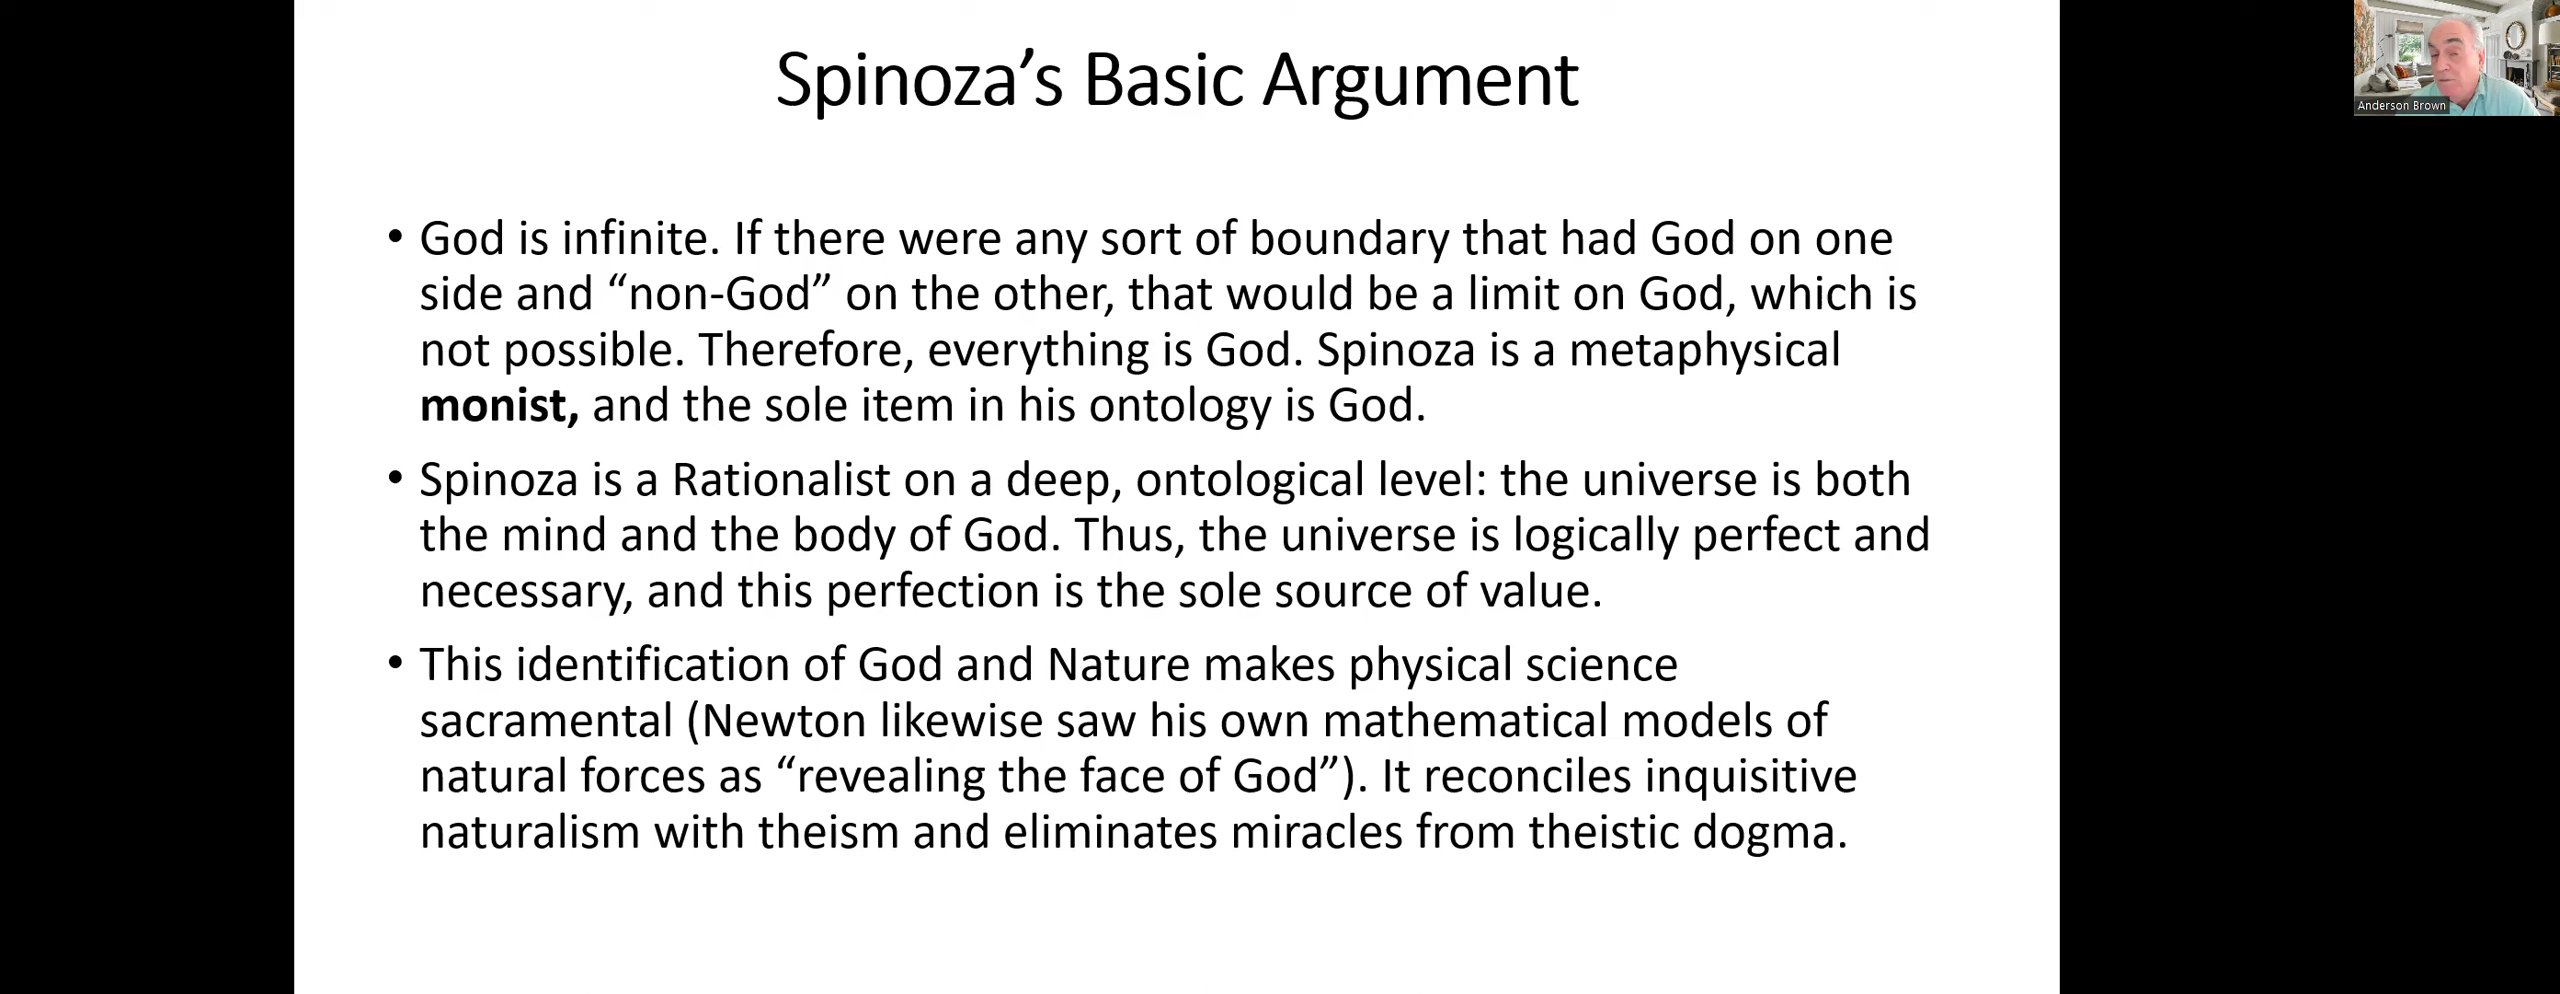 Spinoza’s Basic Argument
Anderson Brown
• God is infinite. If there were any sort of boundary that had God on one
side and “non-God” on the other, that would be a limit on God, which is
not possible. Therefore, everything is God. Spinoza is a metaphysical
monist, and the sole item in his ontology is God.
• Spinoza is a Rationalist on a deep, ontological level: the universe is both
the mind and the body of God. Thus, the universe is logically perfect and
necessary, and this perfection is the sole source of value.
• This identification of God and Nature makes physical science
sacramental (Newton likewise saw his own mathematical models of
natural forces as “revealing the face of God”). It reconciles inquisitive
naturalism with theism and eliminates miracles from theistic dogma.